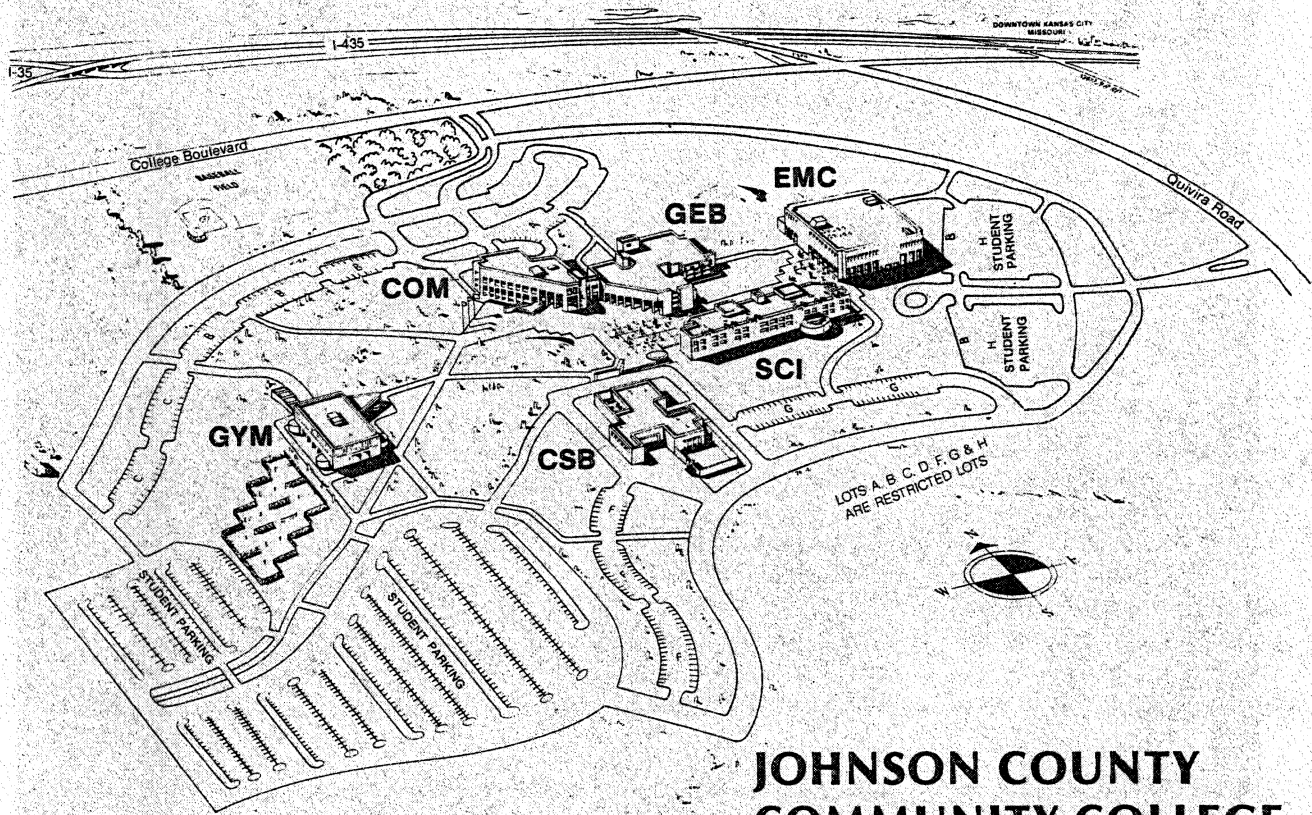 DOWNTOWN KANSAS CITY
MISSOURI
I-435
I-35
College Boulevard
BASEBALL
FIELD
Quivira Road
EMC
GEB
COM
SCI
GYM
CSB
A
B
B
B
C
C
B
H
STUDENT
PARKING
B
H
STUDENT
PARKING
G
G
F
F
F
F
LOTS A, B, C, D, F, G & H
ARE RESTRICTED LOTS
N
E
W
S
STUDENT PARKING
STUDENT PARKING
JOHNSON COUNTY
COMMUNITY COLLEGE